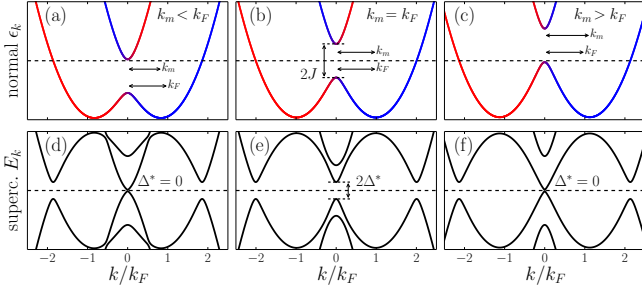 (a) k_m < k_F
(b) k_m = k_F
(c) k_m > k_F
normal ϵ_k
k_m
k_F
2J
k_m
k_F
k_m
k_F
(d)
(e)
(f)
superc. E_k
Δ* = 0
2Δ*
Δ* = 0
−2 −1 0 1 2
−2 −1 0 1 2
−2 −1 0 1 2
k/k_F
k/k_F
k/k_F